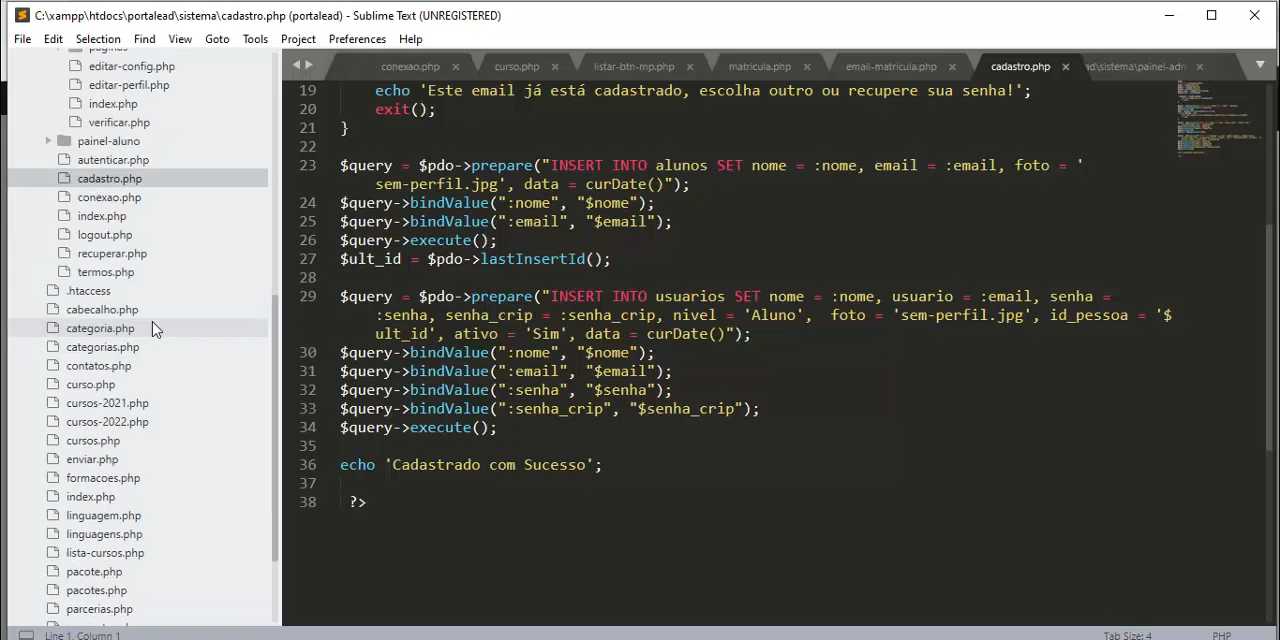 C:\xampp\htdocs\portalead\sistema\cadastro.php (portalead) - Sublime Text (UNREGISTERED)
File Edit Selection Find View Goto Tools Project Preferences Help
conexao.php curso.php listar-btn-mp.php matricula.php email-matricula.php cadastro.php ad\sistema\painel-adn
paginas
editar-config.php
editar-perfil.php
index.php
verificar.php
painel-aluno
autenticar.php
cadastro.php
conexao.php
index.php
logout.php
recuperar.php
termos.php
.htaccess
cabecalho.php
categoria.php
categorias.php
contatos.php
curso.php
cursos-2021.php
cursos-2022.php
cursos.php
enviar.php
formacoes.php
index.php
linguagem.php
linguagens.php
lista-cursos.php
pacote.php
pacotes.php
parcerias.php
19 echo 'Este email já está cadastrado, escolha outro ou recupere sua senha!';
20 exit();
21 }
22
23 $query = $pdo->prepare("INSERT INTO alunos SET nome = :nome, email = :email, foto = '
sem-perfil.jpg', data = curDate()");
24 $query->bindValue(":nome", "$nome");
25 $query->bindValue(":email", "$email");
26 $query->execute();
27 $ult_id = $pdo->lastInsertId();
28
29 $query = $pdo->prepare("INSERT INTO usuarios SET nome = :nome, usuario = :email, senha =
:senha, senha_crip = :senha_crip, nivel = 'Aluno',  foto = 'sem-perfil.jpg', id_pessoa = '$
ult_id', ativo = 'Sim', data = curDate()");
30 $query->bindValue(":nome", "$nome");
31 $query->bindValue(":email", "$email");
32 $query->bindValue(":senha", "$senha");
33 $query->bindValue(":senha_crip", "$senha_crip");
34 $query->execute();
35
36 echo 'Cadastrado com Sucesso';
37
38 ?>
Line 1, Column 1 Tab Size: 4 PHP